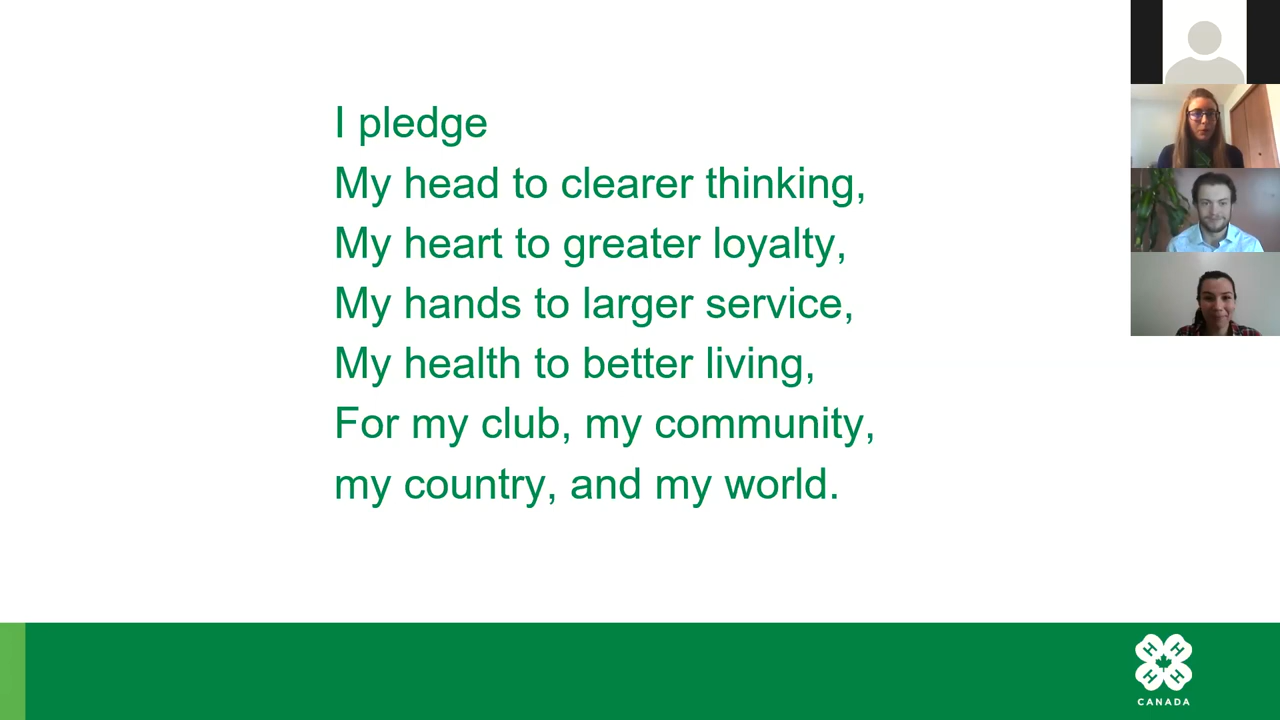 I pledge
My head to clearer thinking,
My heart to greater loyalty,
My hands to larger service,
My health to better living,
For my club, my community,
my country, and my world.
H H
H H
CANADA